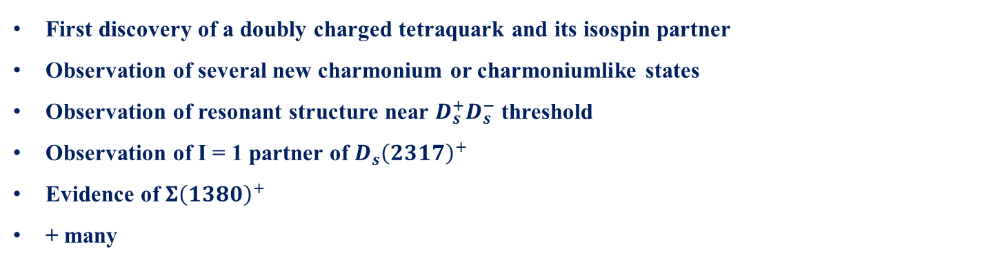 • First discovery of a doubly charged tetraquark and its isospin partner
• Observation of several new charmonium or charmoniumlike states
• Observation of resonant structure near $D_s^+ D_s^-$ threshold
• Observation of I = 1 partner of $D_s(2317)^+$
• Evidence of $\Sigma(1380)^+$
• + many